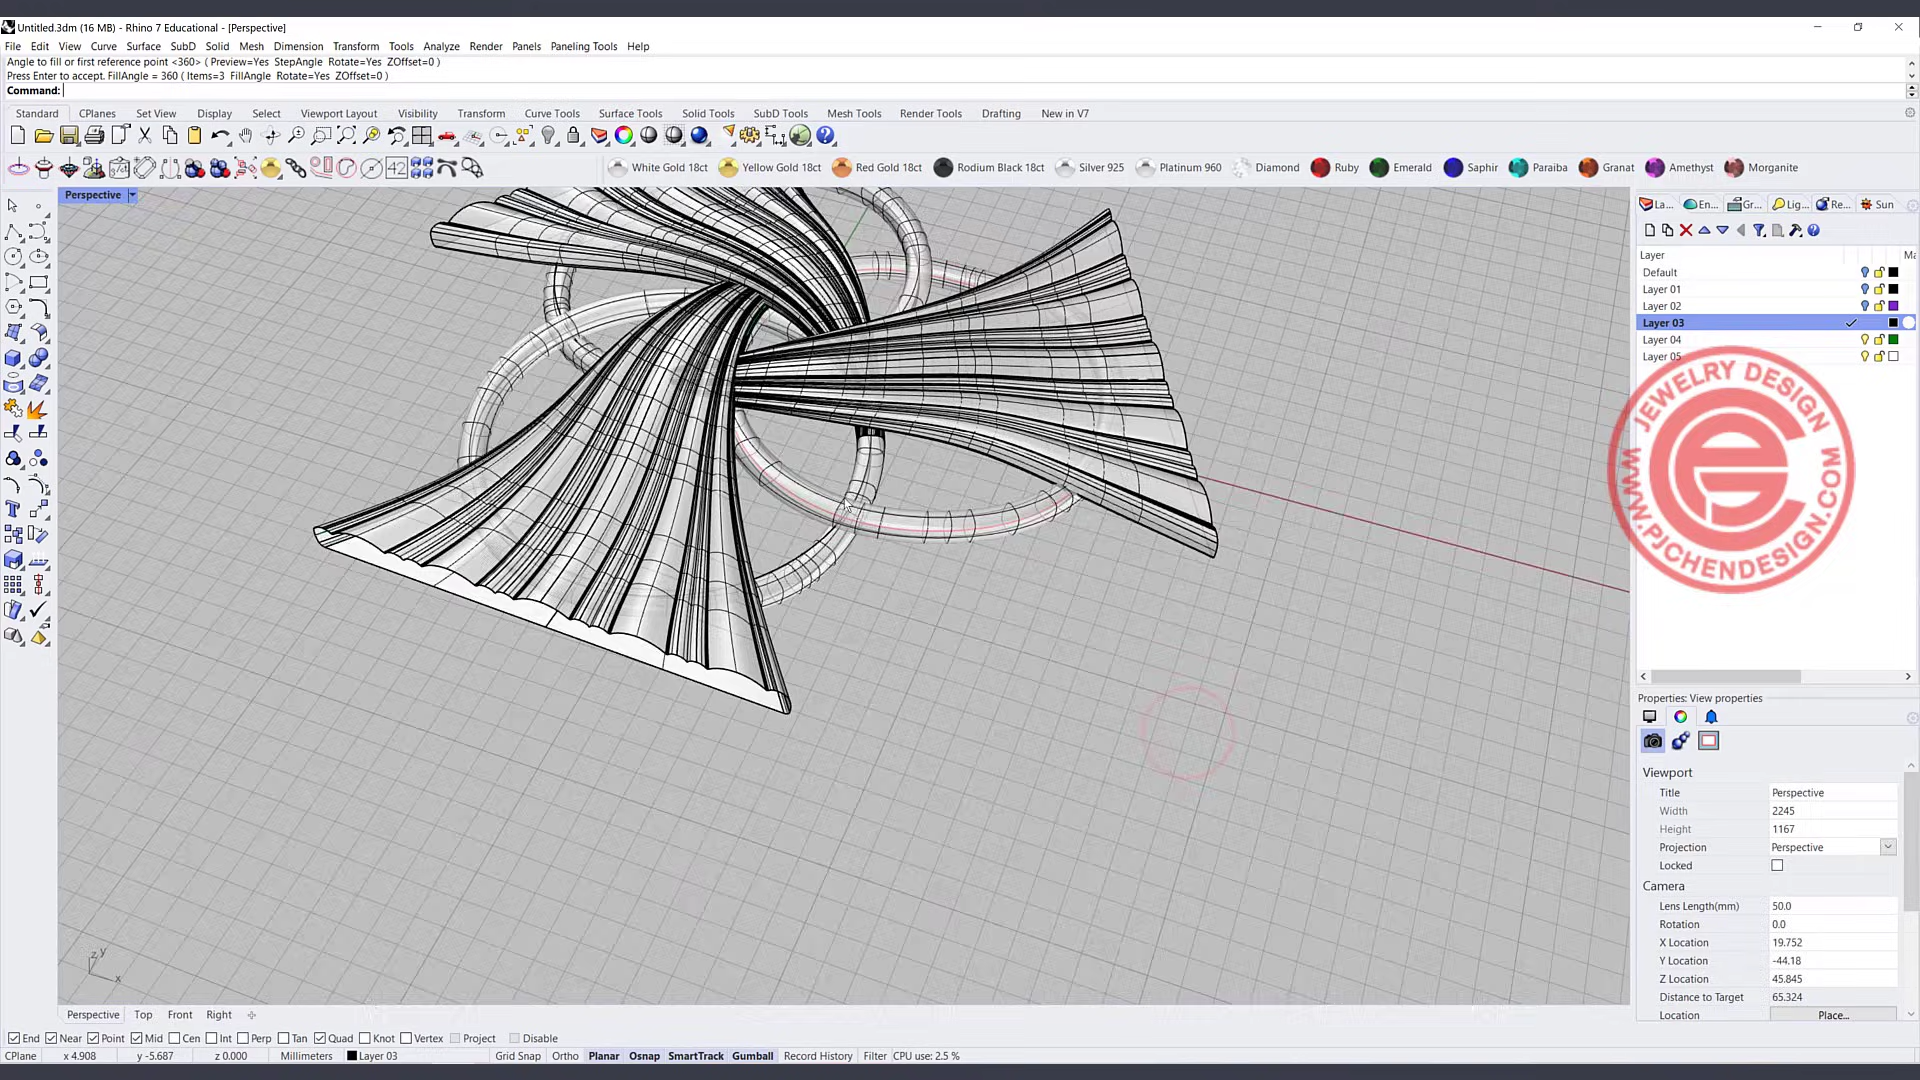 Untitled.3dm (16 MB) - Rhino 7 Educational - [Perspective]
File Edit View Curve Surface SubD Solid Mesh Dimension Transform Tools Analyze Render Panels Paneling Tools Help
Angle to fill or first reference point <360> ( Preview=Yes StepAngle Rotate=Yes ZOffset=0 )
Press Enter to accept. FillAngle = 360 ( Items=3 FillAngle Rotate=Yes ZOffset=0 )
Command:
Standard CPlanes Set View Display Select Viewport Layout Visibility Transform Curve Tools Surface Tools Solid Tools SubD Tools Mesh Tools Render Tools Drafting New in V7
White Gold 18ct Yellow Gold 18ct Red Gold 18ct Rodium Black 18ct Silver 925 Platinum 960 Diamond Ruby Emerald Saphir Paraiba Granat Amethyst Morganite
Perspective
La... En... Gr... Lig... Re... Sun
Layer Ma
Default
Layer 01
Layer 02
Layer 03
Layer 04
Layer 05
JEWELRY DESIGN
WWW.PJCHENDESIGN.COM
Properties: View properties
Viewport
Title Perspective
Width 2245
Height 1167
Projection Perspective
Locked
Camera
Lens Length(mm) 50.0
Rotation 0.0
X Location 19.752
Y Location -44.18
Z Location 45.845
Distance to Target 65.324
Location Place...
z y
x
Perspective Top Front Right
End Near Point Mid Cen Int Perp Tan Quad Knot Vertex Project Disable
CPlane x 4.908 y -5.687 z 0.000 Millimeters Layer 03 Grid Snap Ortho Planar Osnap SmartTrack Gumball Record History Filter CPU use: 2.5 %